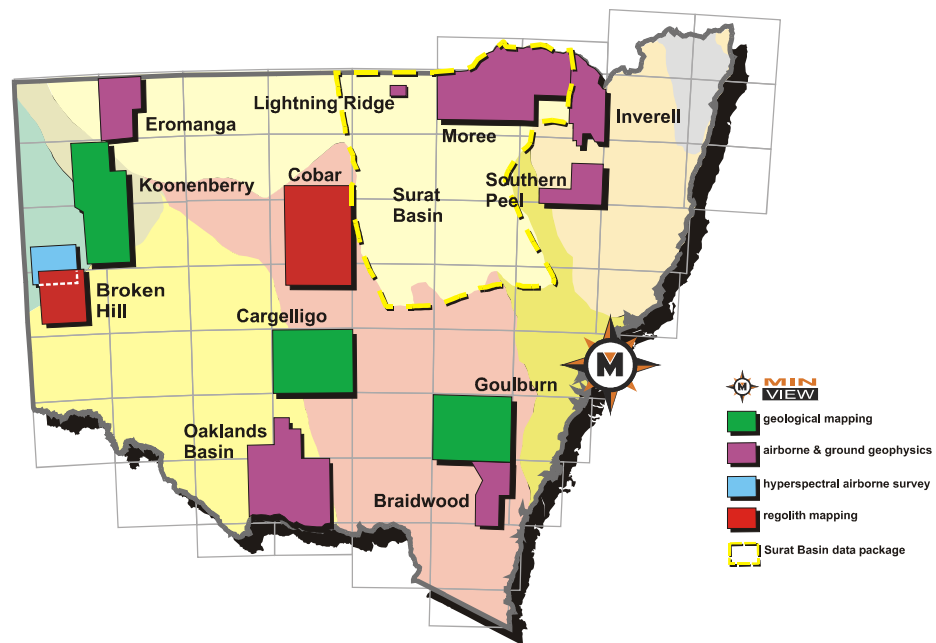 Lightning Ridge
Eromanga
Moree
Inverell
Koonenberry
Cobar
Surat
Basin
Southern
Peel
Broken
Hill
Cargelligo
M
Goulburn
Oaklands
Basin
Braidwood
M
MIN
VIEW
geological mapping
airborne & ground geophysics
hyperspectral airborne survey
regolith mapping
Surat Basin data package